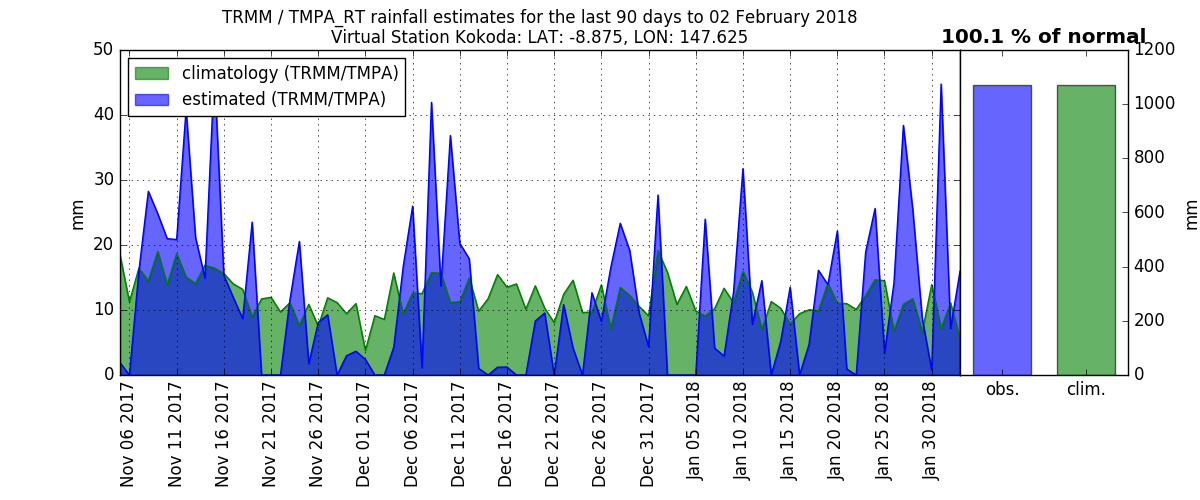 TRMM / TMPA_RT rainfall estimates for the last 90 days to 02 February 2018
Virtual Station Kokoda: LAT: -8.875, LON: 147.625
100.1 % of normal
climatology (TRMM/TMPA)
estimated (TRMM/TMPA)
mm
50
40
30
20
10
0
1200
1000
800
600
400
200
0
mm
obs.
clim.
Nov 06 2017
Nov 11 2017
Nov 16 2017
Nov 21 2017
Nov 26 2017
Dec 01 2017
Dec 06 2017
Dec 11 2017
Dec 16 2017
Dec 21 2017
Dec 26 2017
Dec 31 2017
Jan 05 2018
Jan 10 2018
Jan 15 2018
Jan 20 2018
Jan 25 2018
Jan 30 2018